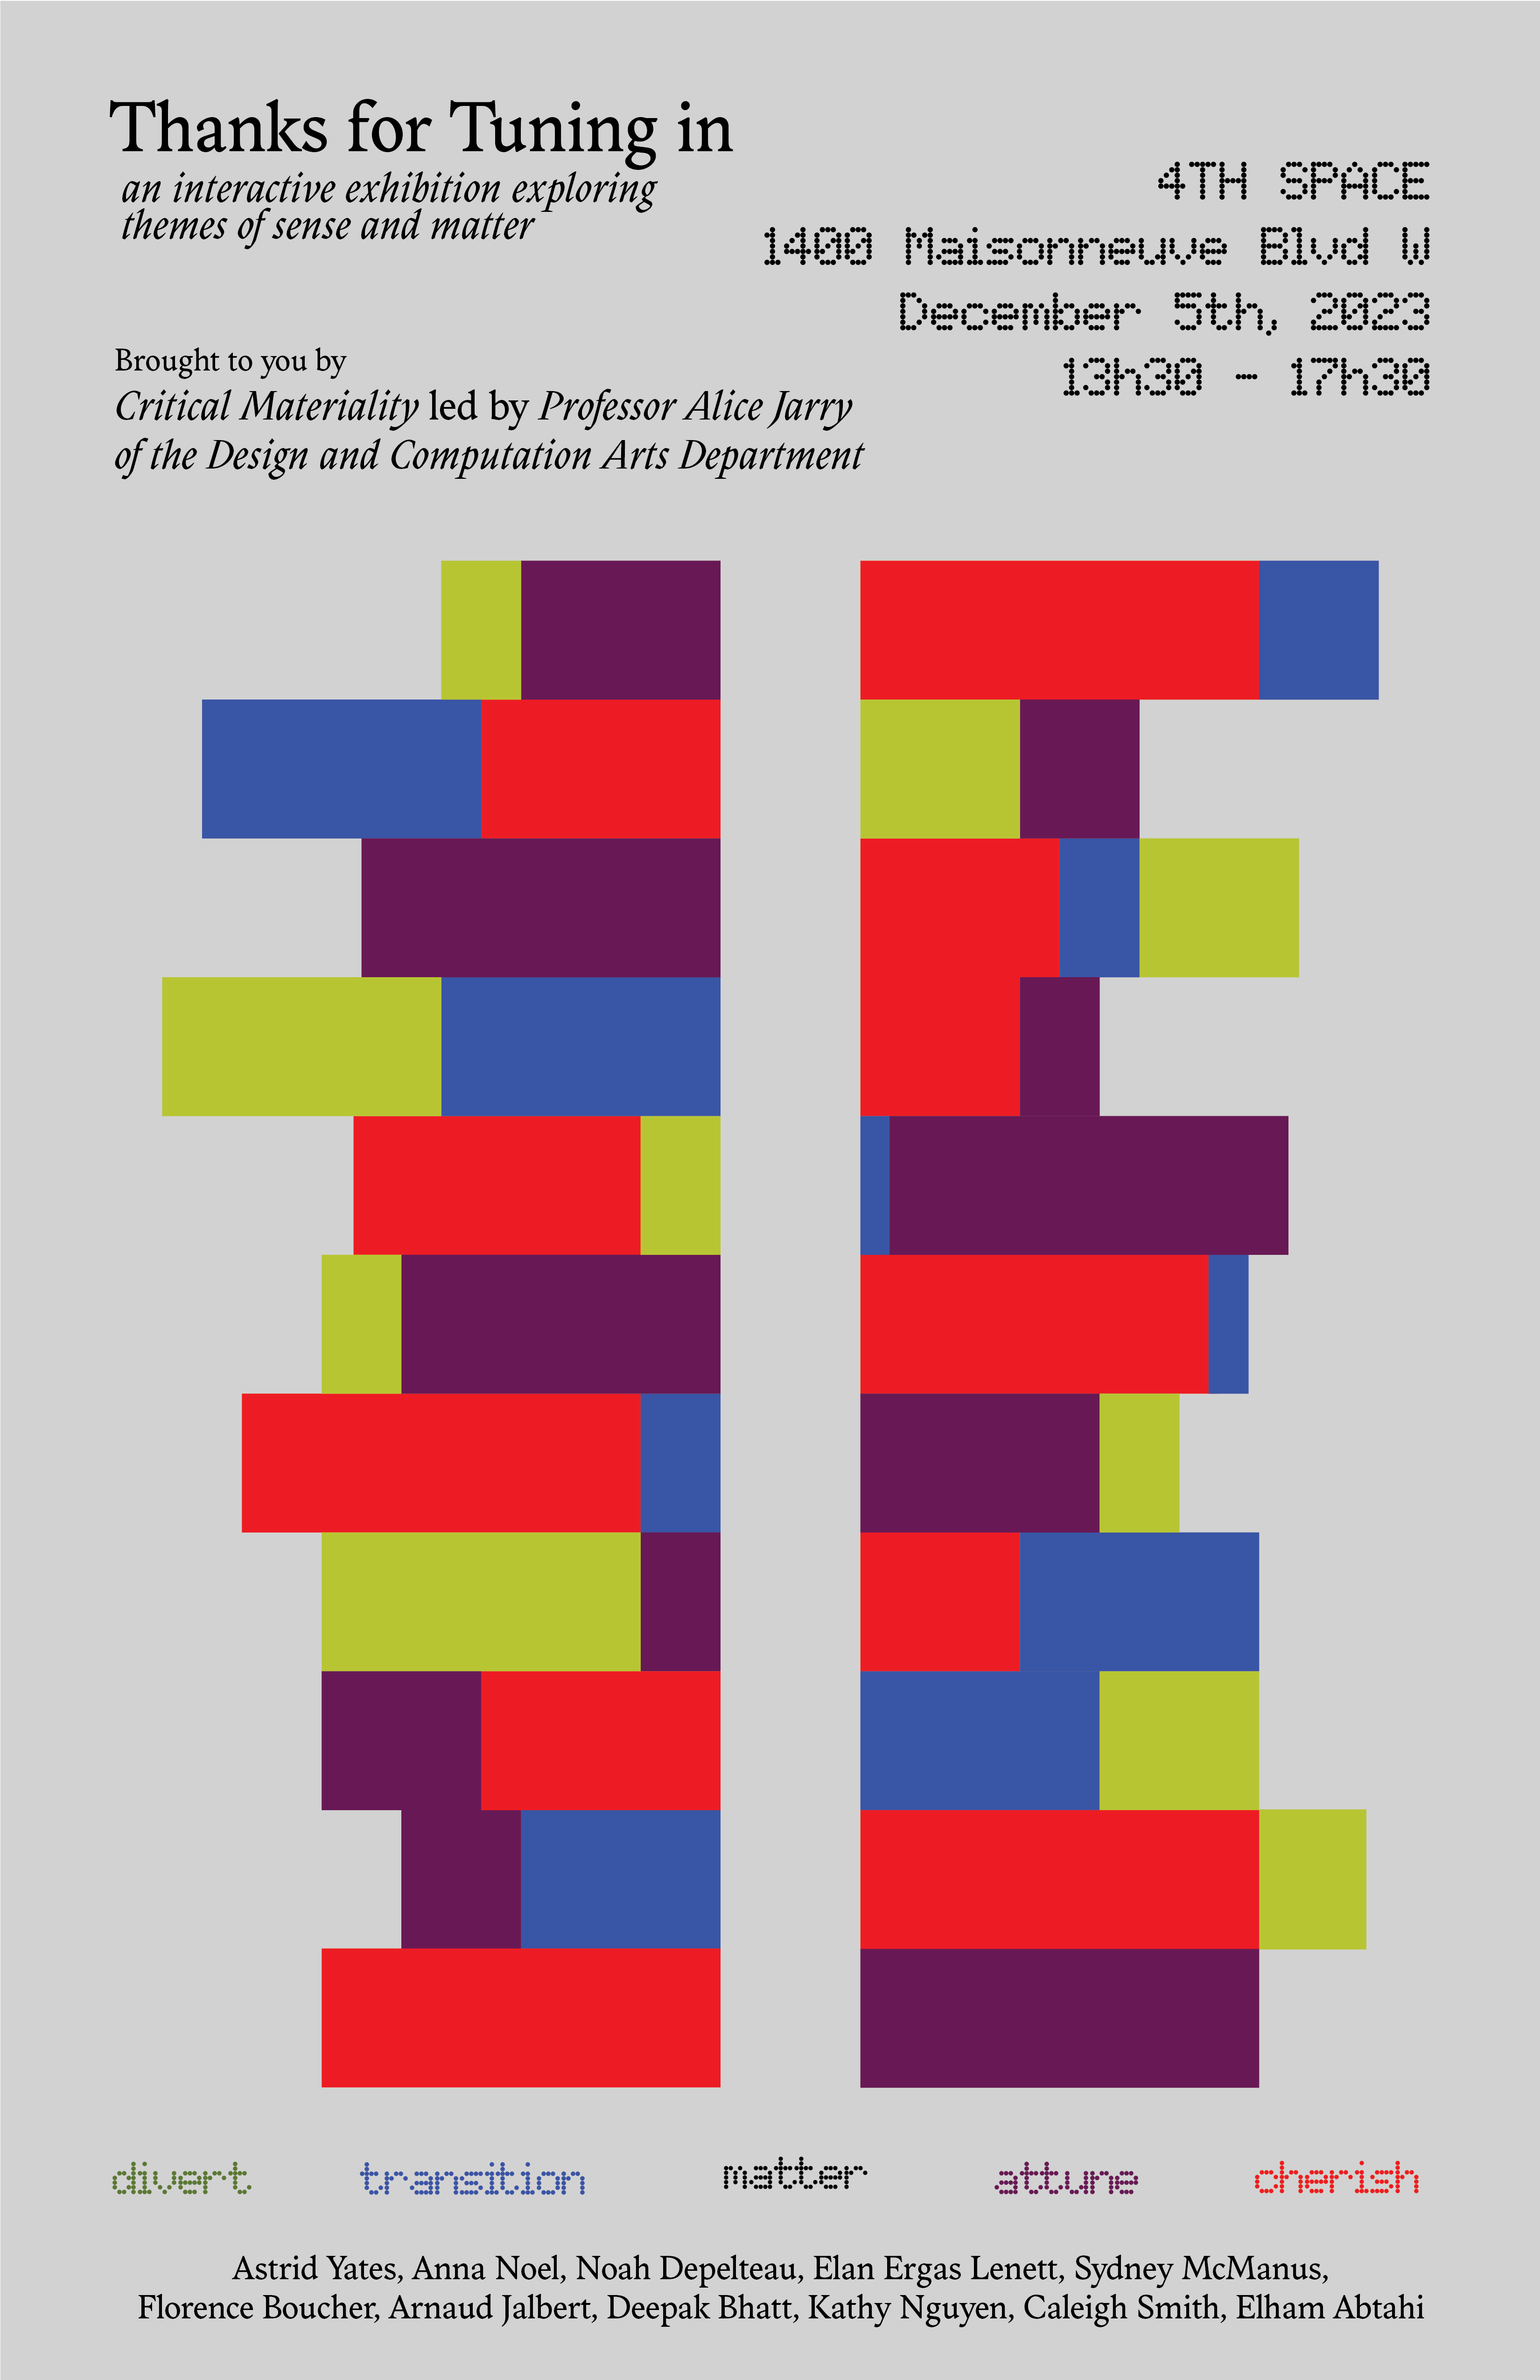 Thanks for Tuning in
an interactive exhibition exploring
themes of sense and matter
4TH SPACE
1400 Maisonneuve Blvd W
December 5th, 2023
13h30 - 17h30
Brought to you by
Critical Materiality led by Professor Alice Jarry
of the Design and Computation Arts Department
divert transition matter attune cherish
Astrid Yates, Anna Noel, Noah Depelteau, Elan Ergas Lenett, Sydney McManus,
Florence Boucher, Arnaud Jalbert, Deepak Bhatt, Kathy Nguyen, Caleigh Smith, Elham Abtahi